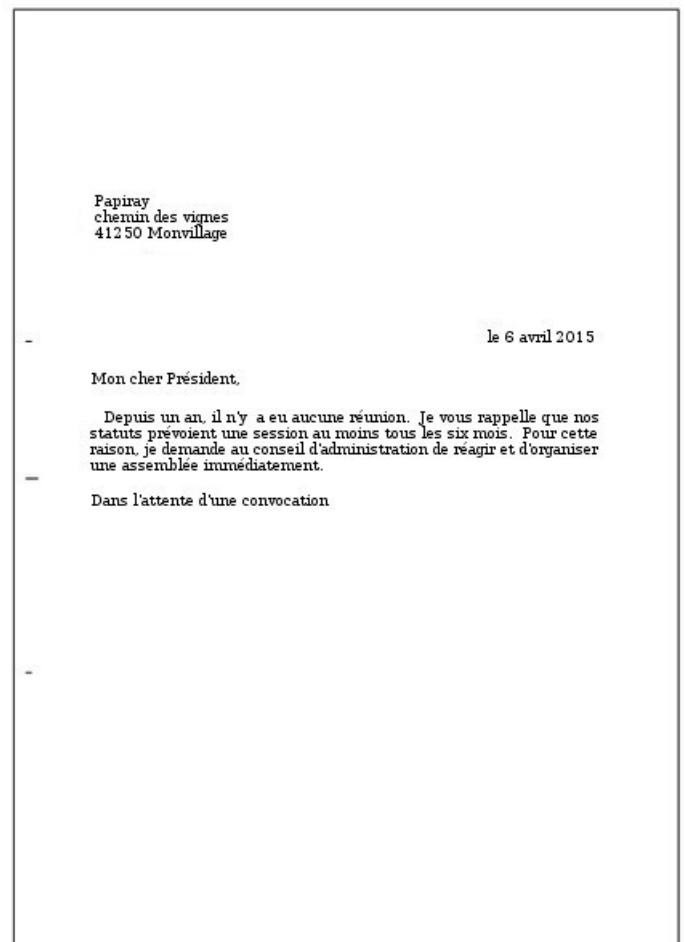 Papiray
chemin des vignes
41250 Monvillage
le 6 avril 2015
Mon cher Président,
Depuis un an, il n'y a eu aucune réunion. Je vous rappelle que nos
statuts prévoient une session au moins tous les six mois. Pour cette
raison, je demande au conseil d'administration de réagir et d'organiser
une assemblée immédiatement.
Dans l'attente d'une convocation